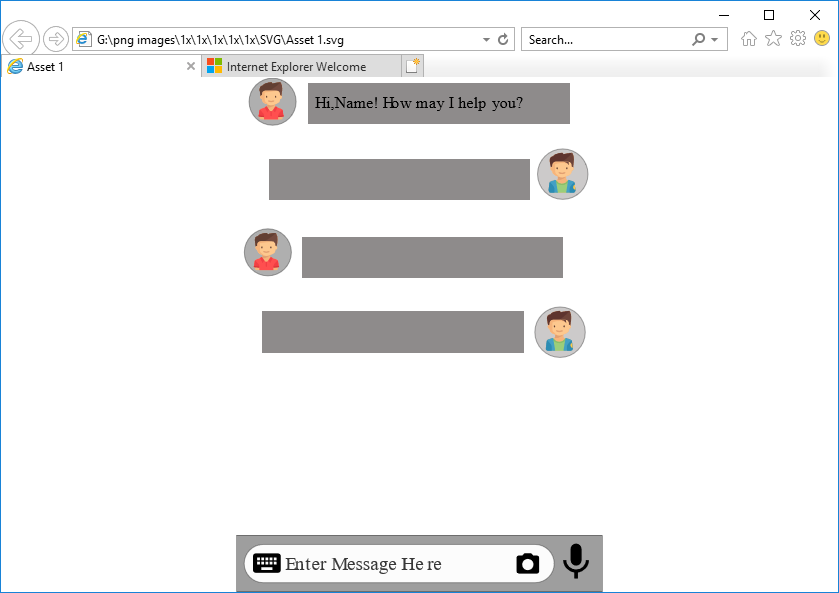 G:\png images\1x\1x\1x\1x\1x\SVG\Asset 1.svg
Search...
Asset 1
Internet Explorer Welcome
Hi,Name! How may I help you?
Enter Message He re